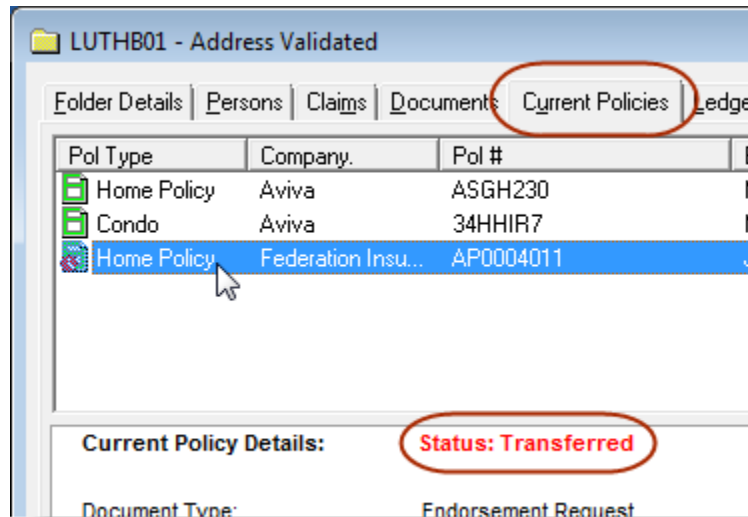 LUTHB01 - Address Validated
Folder Details Persons Claims Documents Current Policies Ledge
Pol Type Company. Pol #
Home Policy Aviva ASGH230
Condo Aviva 34HHIR7
Home Policy Federation Insu... AP0004011
Current Policy Details: Status: Transferred
Document Type: Endorsement Request